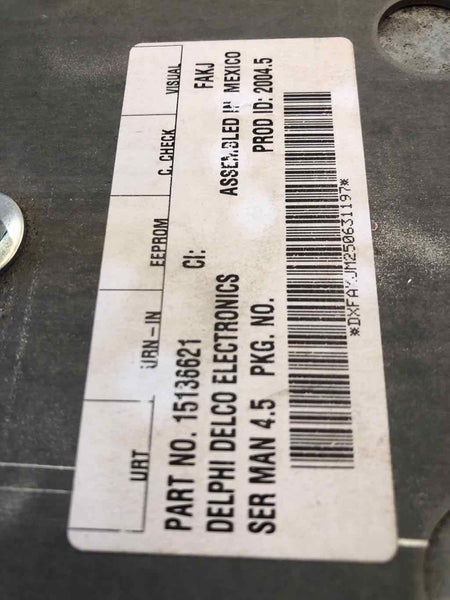 URT URN-IN EEPROM C. CHECK VISUAL
PART NO. 15136621 CI: FAKJ
DELPHI DELCO ELECTRONICS ASSEMBLED IN MEXICO
SER MAN 4.5 PKG. NO. PROD ID: 2004.5